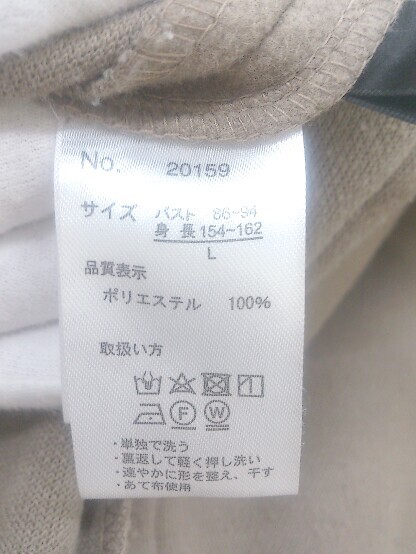 No. 20159
サイズ バスト 86~94
身長 154~162
L
品質表示
ポリエステル 100%
取扱い方
F W
・単独で洗う
・裏返して軽く押し洗い
・速やかに形を整え、干す
・あて布使用